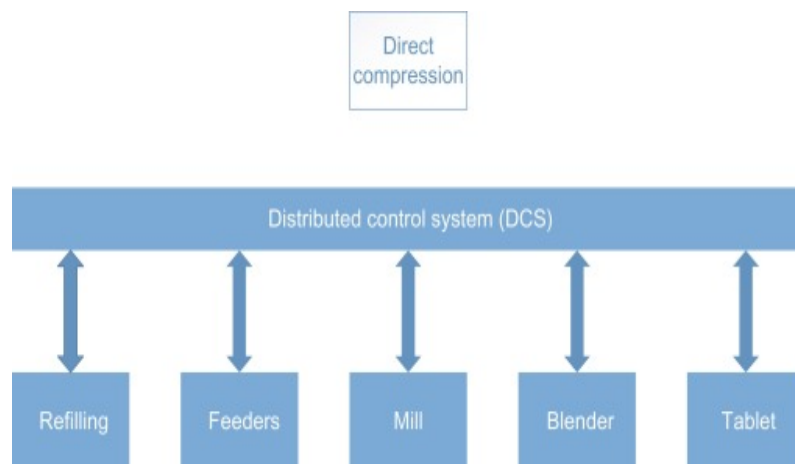 Direct
compression
Distributed control system (DCS)
Refilling
Feeders
Mill
Blender
Tablet